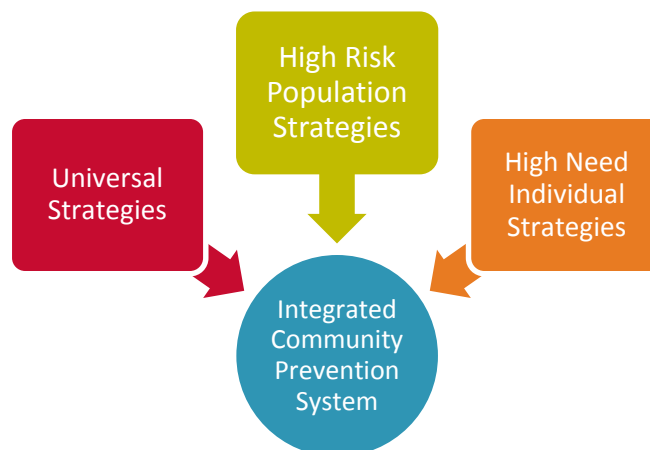 High Risk
Population
Strategies
Universal
Strategies
High Need
Individual
Strategies
Integrated
Community
Prevention
System